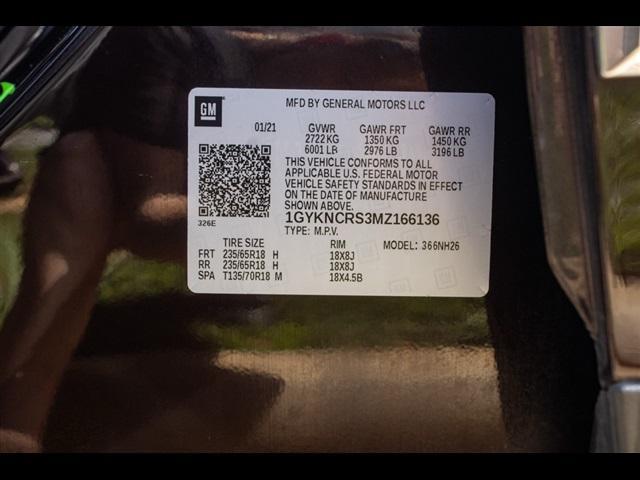 GM
MFD BY GENERAL MOTORS LLC
01/21 GVWR GAWR FRT GAWR RR
2722 KG 1350 KG 1450 KG
6001 LB 2976 LB 3196 LB
THIS VEHICLE CONFORMS TO ALL
APPLICABLE U.S. FEDERAL MOTOR
VEHICLE SAFETY STANDARDS IN EFFECT
ON THE DATE OF MANUFACTURE
SHOWN ABOVE.
326E
1GYKNCRS3MZ166136
TYPE: M.P.V.
TIRE SIZE RIM MODEL: 366NH26
FRT 235/65R18 H 18X8J
RR 235/65R18 H 18X8J
SPA T135/70R18 M 18X4.5B